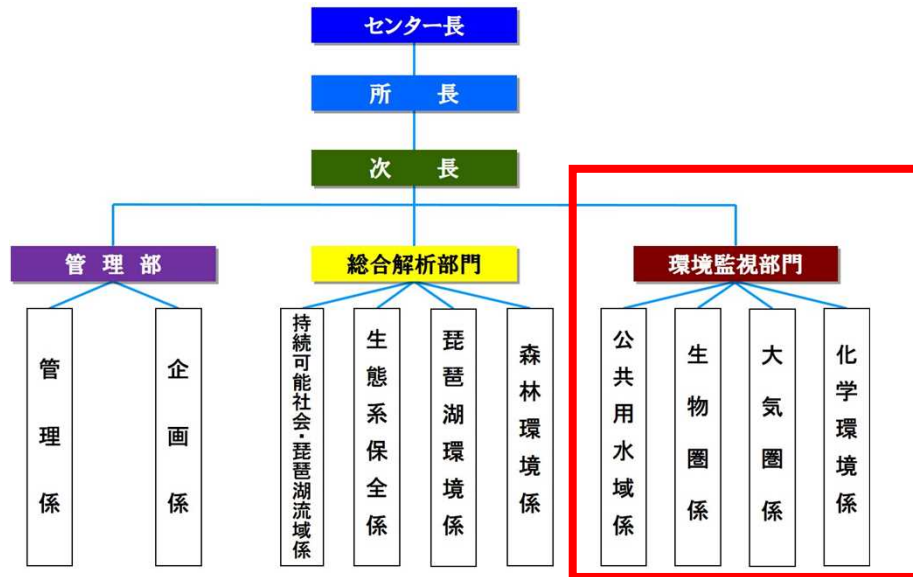 センター長
所 長
次 長
管 理 部
総合解析部門
環境監視部門
管理係
企画係
持続可能社会・琵琶湖流域係
生態系保全係
琵琶湖環境係
森林環境係
公共用水域係
生物圏係
大気圏係
化学環境係